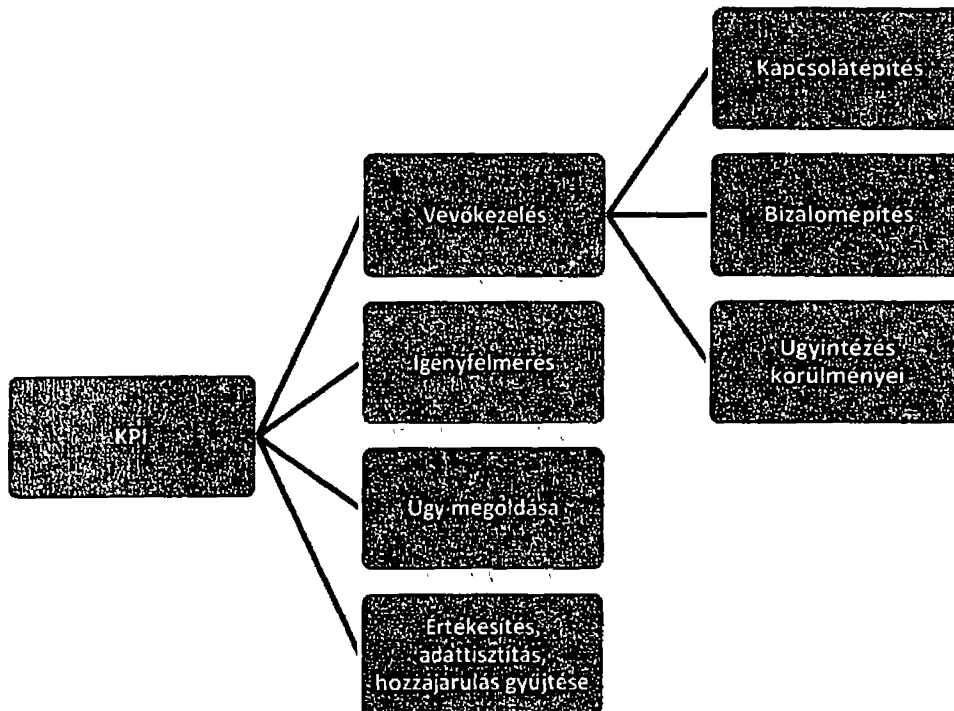 Kapcsolatépítés
Vevőkezelés
Bizalomépítés
Igényfelmérés
Ügyintézés
körülményei
KPI
Ügy megoldása
Értékesítés,
adattisztítás,
hozzájárulás gyűjtése